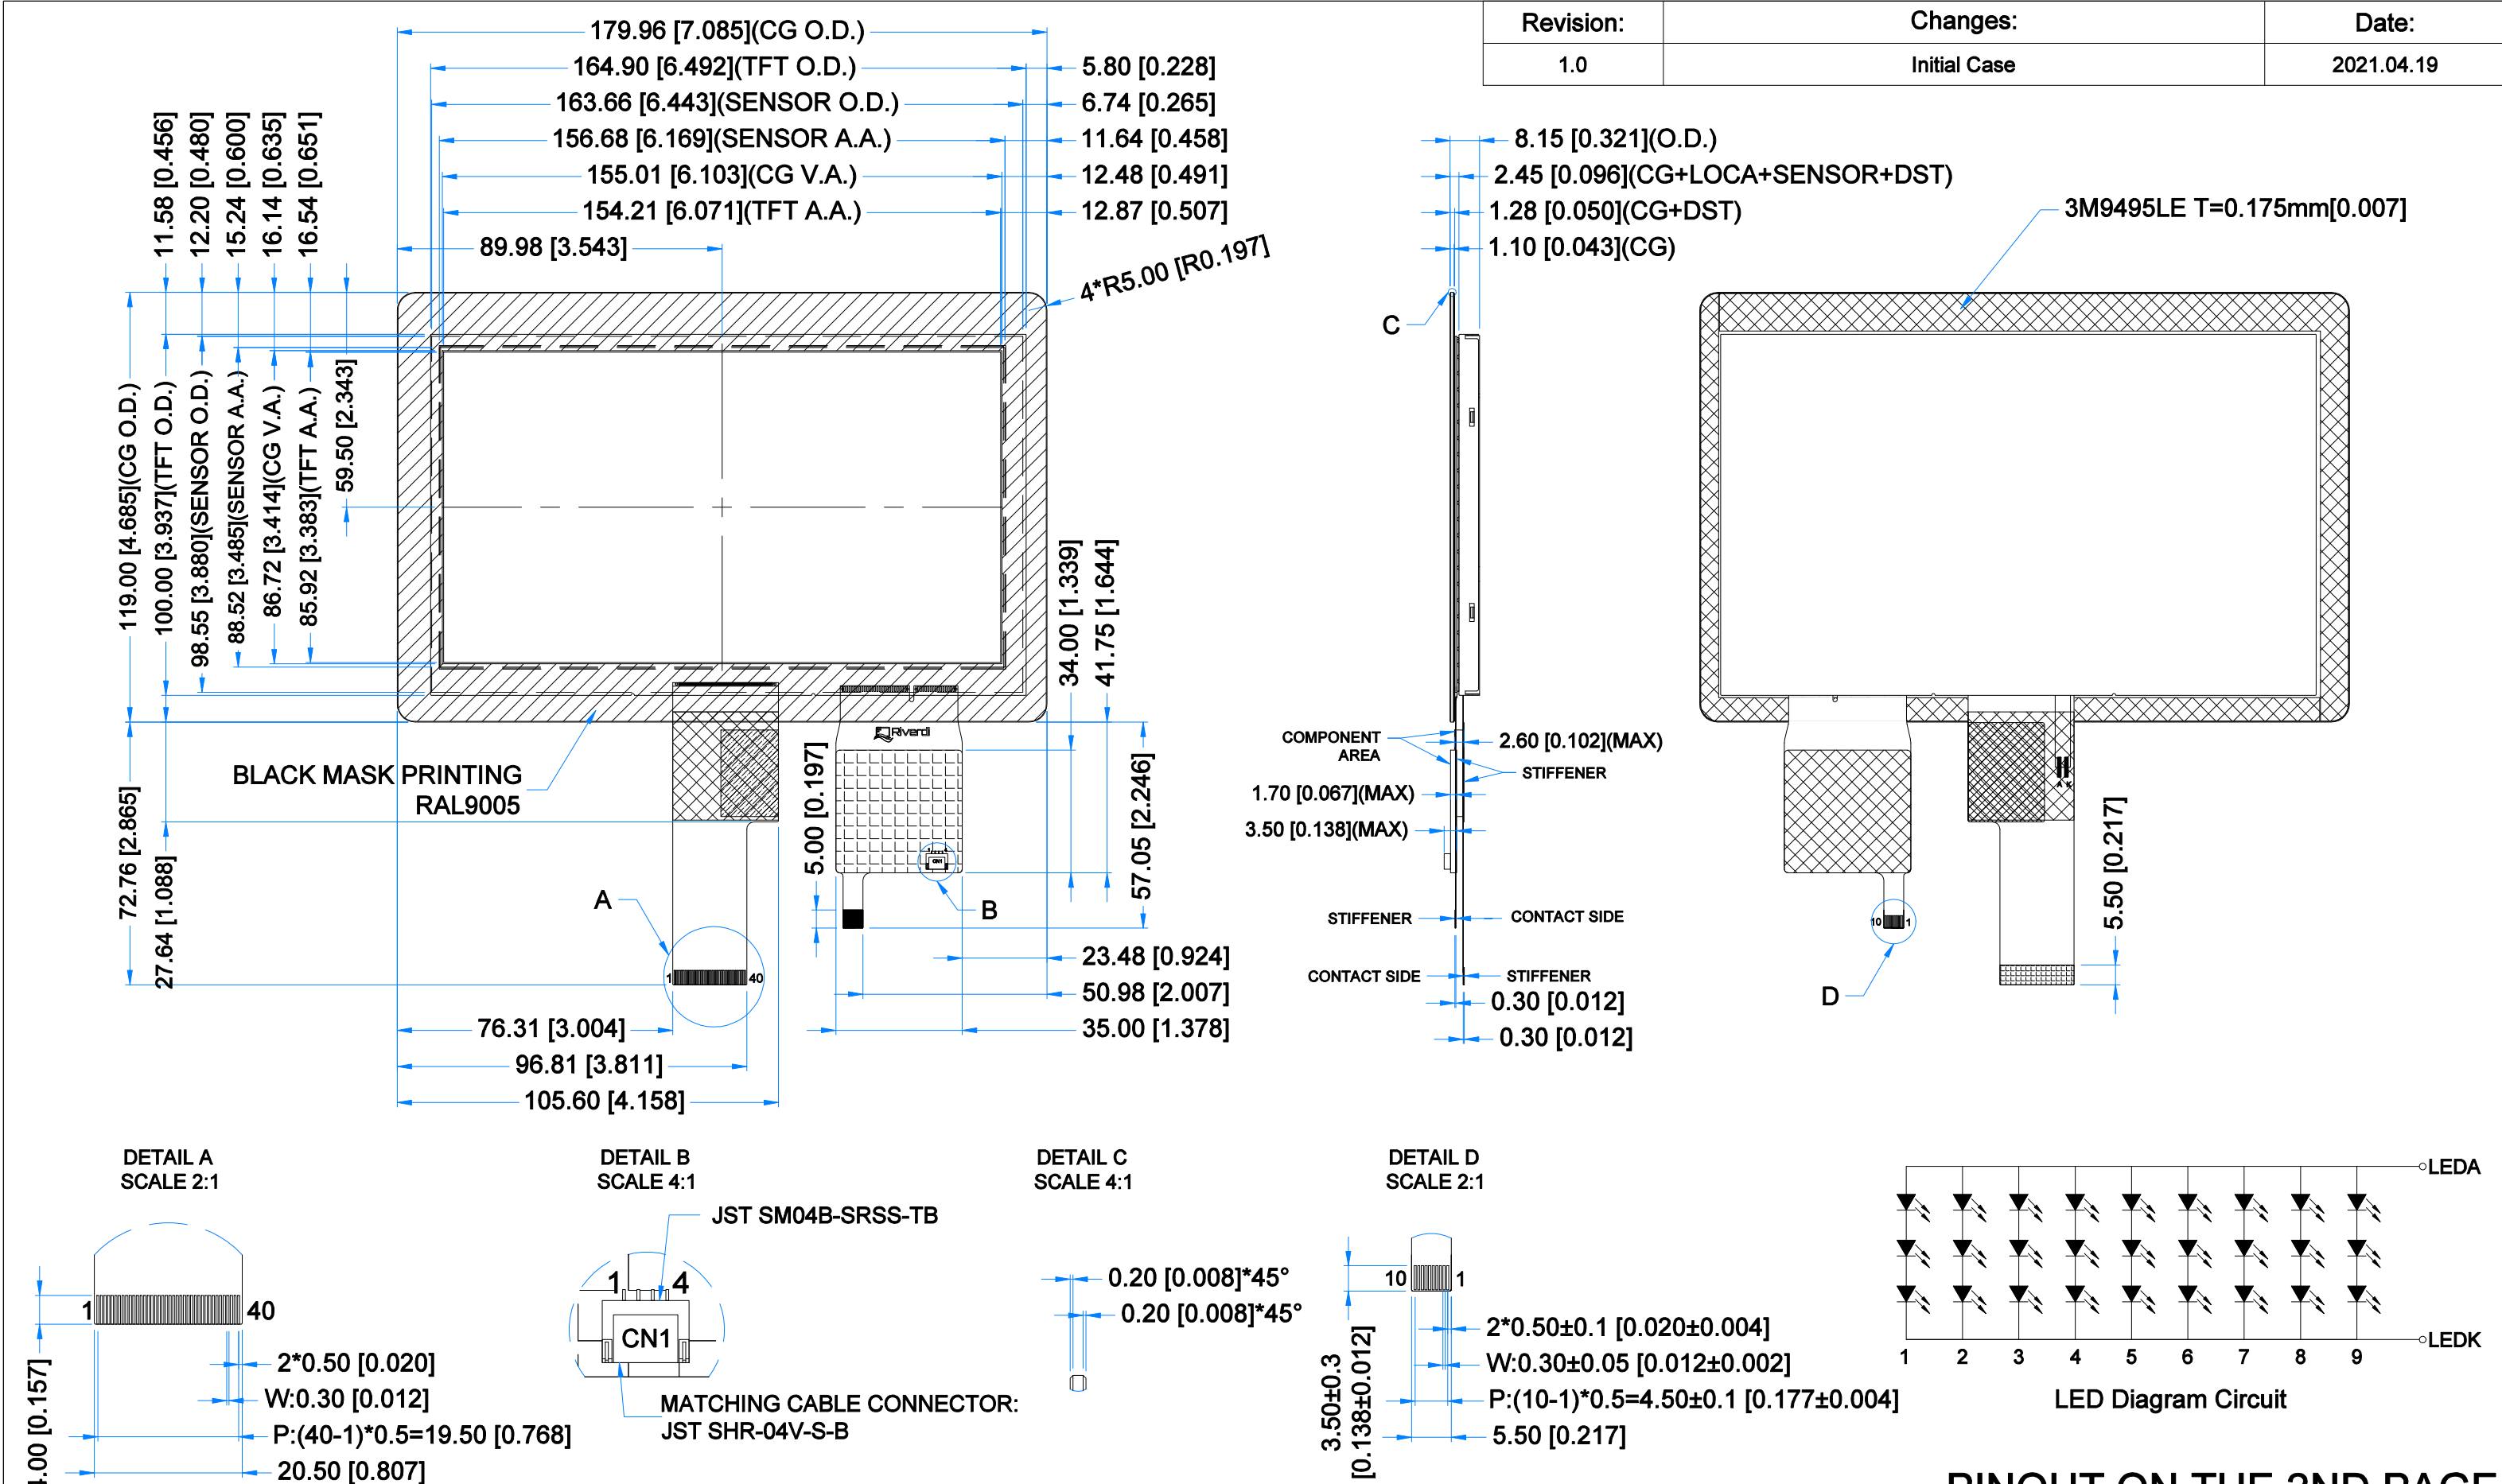 Revision:
Changes:
Date:
1.0
Initial Case
2021.04.19
179.96 [7.085](CG O.D.)
164.90 [6.492](TFT O.D.)
5.80 [0.228]
163.66 [6.443](SENSOR O.D.)
6.74 [0.265]
156.68 [6.169](SENSOR A.A.)
11.64 [0.458]
155.01 [6.103](CG V.A.)
12.48 [0.491]
154.21 [6.071](TFT A.A.)
12.87 [0.507]
89.98 [3.543]
4*R5.00 [R0.197]
11.58 [0.456]
12.20 [0.480]
15.24 [0.600]
16.14 [0.635]
16.54 [0.651]
119.00 [4.685](CG O.D.)
100.00 [3.937](TFT O.D.)
98.55 [3.880](SENSOR O.D.)
88.52 [3.485](SENSOR A.A.)
86.72 [3.414](CG V.A.)
85.92 [3.383](TFT A.A.)
59.50 [2.343]
34.00 [1.339]
41.75 [1.644]
Riverdi
BLACK MASK PRINTING
RAL9005
72.76 [2.865]
27.64 [1.088]
5.00 [0.197]
57.05 [2.246]
1 4
CN1
A
B
1
40
23.48 [0.924]
50.98 [2.007]
35.00 [1.378]
76.31 [3.004]
96.81 [3.811]
105.60 [4.158]
8.15 [0.321](O.D.)
2.45 [0.096](CG+LOCA+SENSOR+DST)
1.28 [0.050](CG+DST)
1.10 [0.043](CG)
C
COMPONENT
AREA
2.60 [0.102](MAX)
STIFFENER
1.70 [0.067](MAX)
3.50 [0.138](MAX)
STIFFENER
CONTACT SIDE
CONTACT SIDE
STIFFENER
0.30 [0.012]
0.30 [0.012]
3M9495LE T=0.175mm[0.007]
A K
10
1
D
5.50 [0.217]
DETAIL A
SCALE 2:1
1
40
2*0.50 [0.020]
W:0.30 [0.012]
P:(40-1)*0.5=19.50 [0.768]
20.50 [0.807]
4.00 [0.157]
DETAIL B
SCALE 4:1
JST SM04B-SRSS-TB
1
4
CN1
MATCHING CABLE CONNECTOR:
JST SHR-04V-S-B
DETAIL C
SCALE 4:1
0.20 [0.008]*45°
0.20 [0.008]*45°
DETAIL D
SCALE 2:1
10
1
3.50±0.3
[0.138±0.012]
2*0.50±0.1 [0.020±0.004]
W:0.30±0.05 [0.012±0.002]
P:(10-1)*0.5=4.50±0.1 [0.177±0.004]
5.50 [0.217]
LEDA
LEDK
1 2 3 4 5 6 7 8 9
LED Diagram Circuit
PINOUT ON THE 2ND PAGE